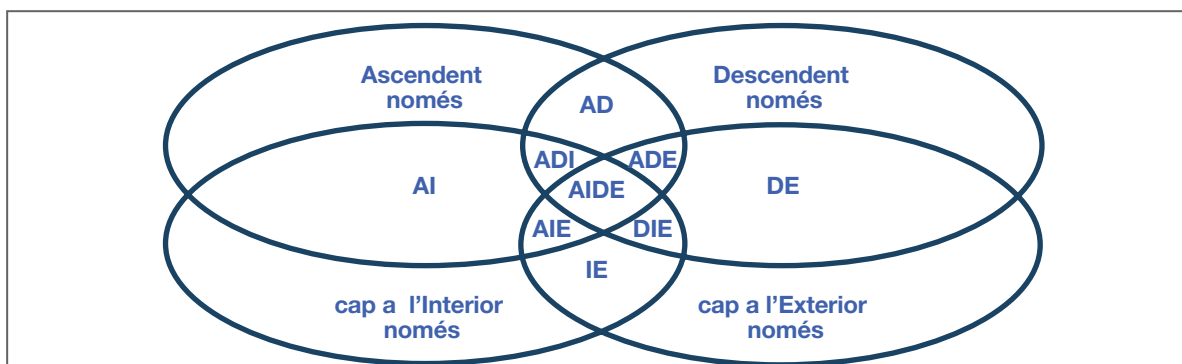 Ascendent
només
Descendent
només
AD
ADI
ADE
AI
AIDE
DE
AIE
DIE
IE
cap a l’Interior
només
cap a l’Exterior
només